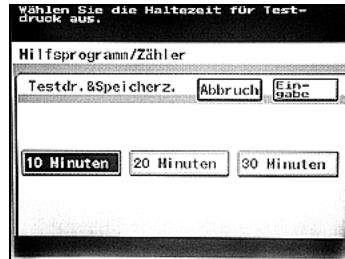 Wählen Sie die Haltezeit für Test-
druck aus.
Hilfsprogramm/Zähler
Testdr.&Speicherz.
Abbruch
Ein-
gabe
10 Minuten
20 Minuten
30 Minuten